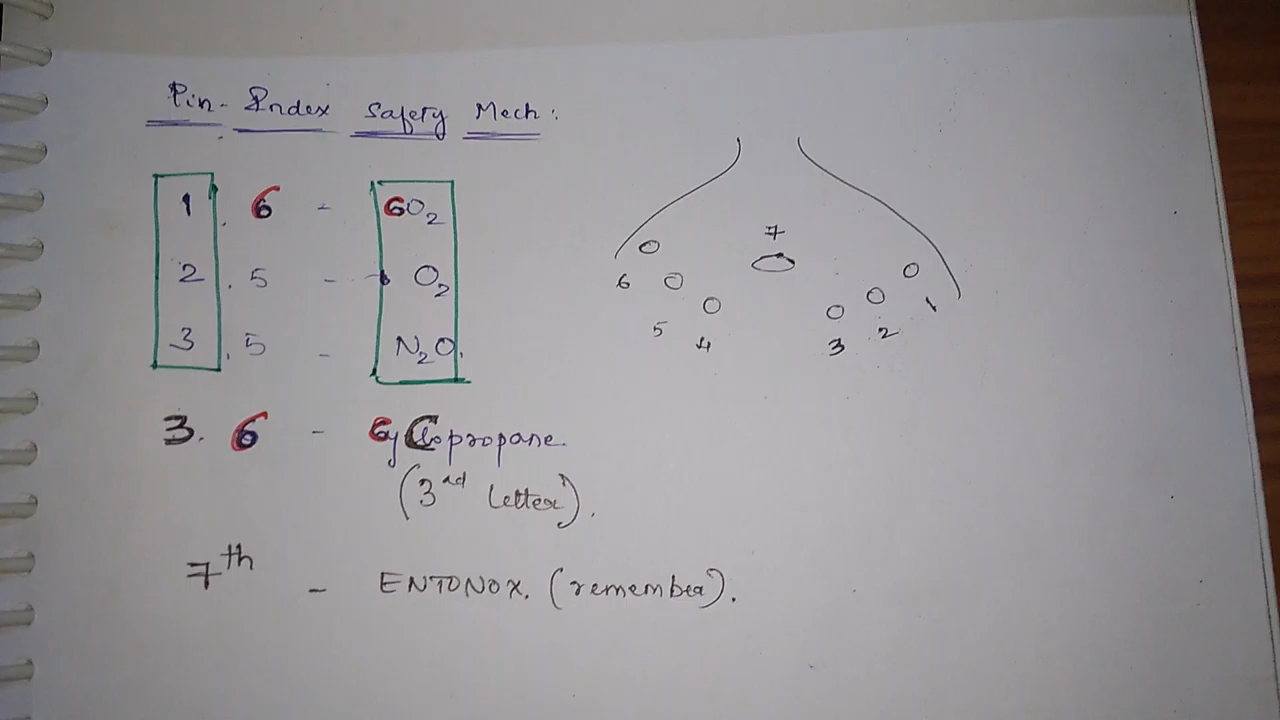 Pin-Index Safety Mech:
1, 6 - CO₂
2, 5 - O₂
3, 5 - N₂O.
3. 6 - CyClopropane.
(3rd letter).
7th - ENTONOX. (remember).
7
6
5
4
3
2
1